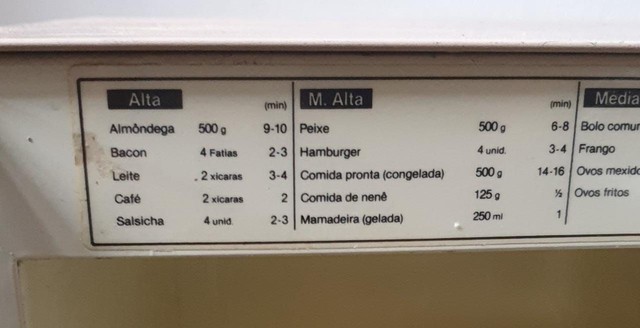 Alta (min) M. Alta (min) Media
Almôndega 500 g 9-10 Peixe 500 g 6-8 Bolo comum
Bacon 4 Fatias 2-3 Hamburger 4 unid. 3-4 Frango
Leite 2 xícaras 3-4 Comida pronta (congelada) 500 g 14-16 Ovos mexido
Café 2 xícaras 2 Comida de nenê 125 g ½ Ovos fritos
Salsicha 4 unid. 2-3 Mamadeira (gelada) 250 ml 1